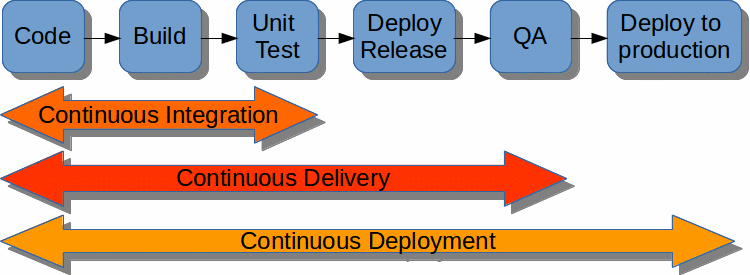 Code
Build
Unit
Test
Deploy
Release
QA
Deploy to
production
Continuous Integration
Continuous Delivery
Continuous Deployment